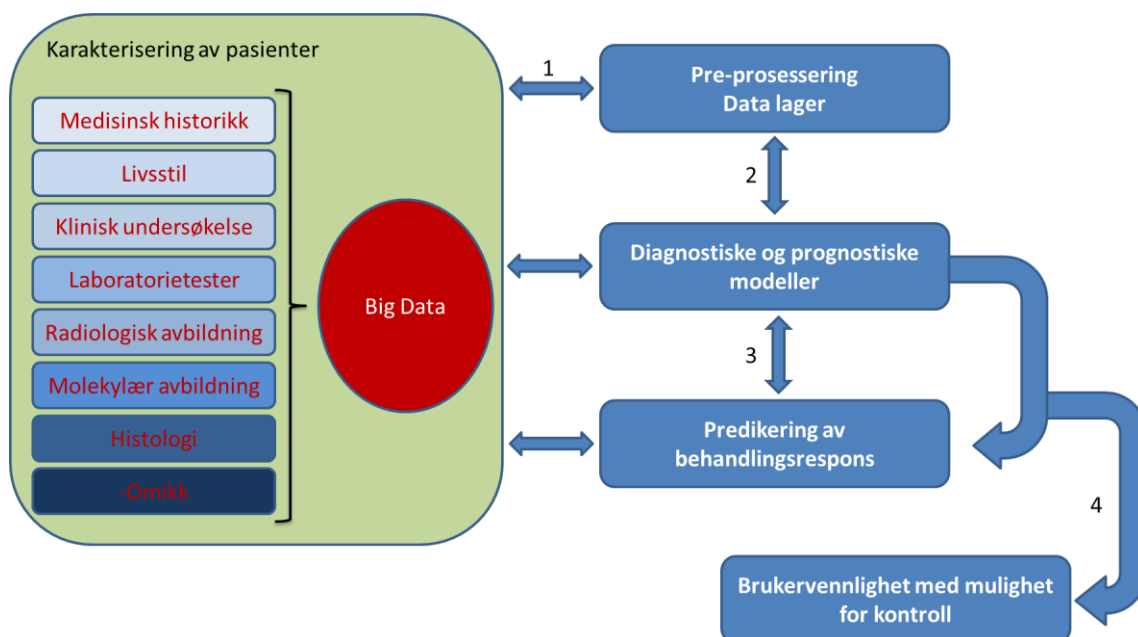 Karakterisering av pasienter
Medisinsk historikk
Livsstil
Klinisk undersøkelse
Laboratorietester
Radiologisk avbildning
Molekylær avbildning
Histologi
-Omikk
Big Data
1
Pre-prosessering
Data lager
2
Diagnostiske og prognostiske
modeller
3
Predikering av
behandlingsrespons
4
Brukervennlighet med mulighet
for kontroll